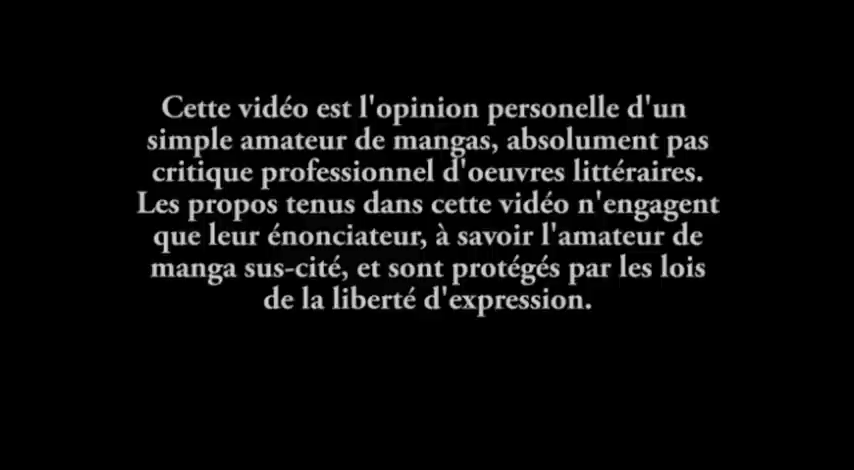 Cette vidéo est l'opinion personelle d'un
simple amateur de mangas, absolument pas
critique professionnel d'oeuvres littéraires.
Les propos tenus dans cette vidéo n'engagent
que leur énonciateur, à savoir l'amateur de
manga sus-cité, et sont protégés par les lois
de la liberté d'expression.